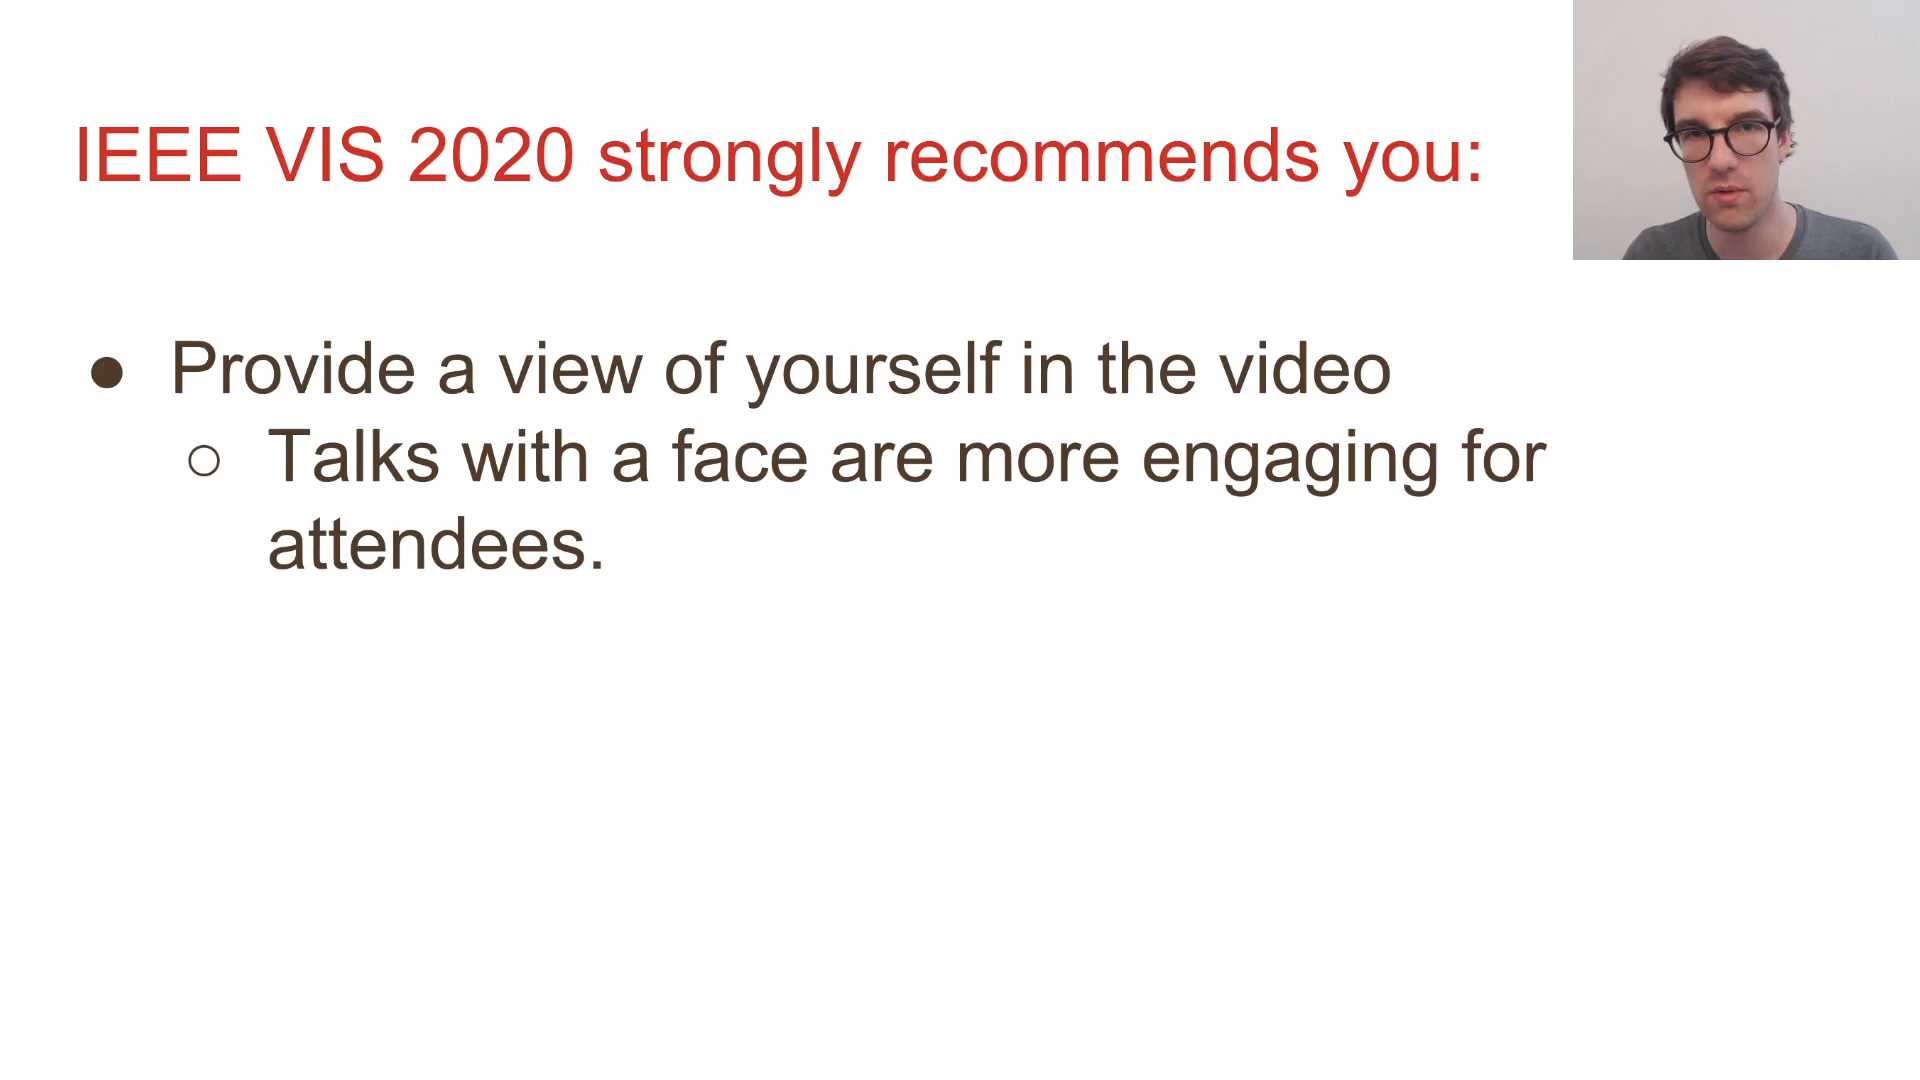 IEEE VIS 2020 strongly recommends you:
● Provide a view of yourself in the video
○ Talks with a face are more engaging for
attendees.